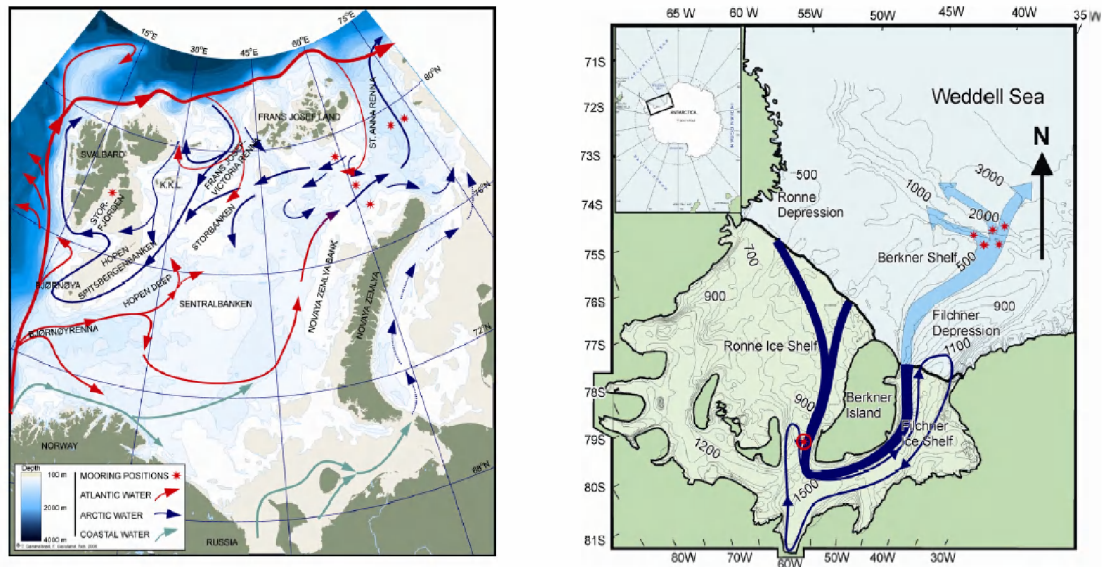 15°E
30°E
45°E
60°E
75°E
80°N
76°N
72°N
68°N
FRANS JOSEF LAND
ST. ANNA RENNA
SVALBARD
K.K.L.
FRANS JOSEF
VICTORIA
STOR-
FJORDEN
STORBANKEN
HOPEN
SPITSBERGENBANKEN
BJØRNØYA
HOPEN DEEP
SENTRALBANKEN
NOVAYA ZEMLYA BANK
NOVAYA ZEMLYA
BJØRNØYRENNA
NORWAY
RUSSIA
Depth
100 m
2000 m
4000 m
MOORING POSITIONS
ATLANTIC WATER
ARCTIC WATER
COASTAL WATER
65 W
60 W
55W
50W
45W
40W
35 W
71S
72S
73S
74S
75S
76S
77S
78S
79S
80S
81S
ANTARCTICA
Weddell Sea
N
500
Ronne
Depression
1000
3000
2000
Berkner Shelf
500
700
900
900
Filchner
Depression
1100
Ronne Ice Shelf
900
Berkner
Island
Filchner
Ice Shelf
1200
1500
80W
70W
60W
50W
40W
30W